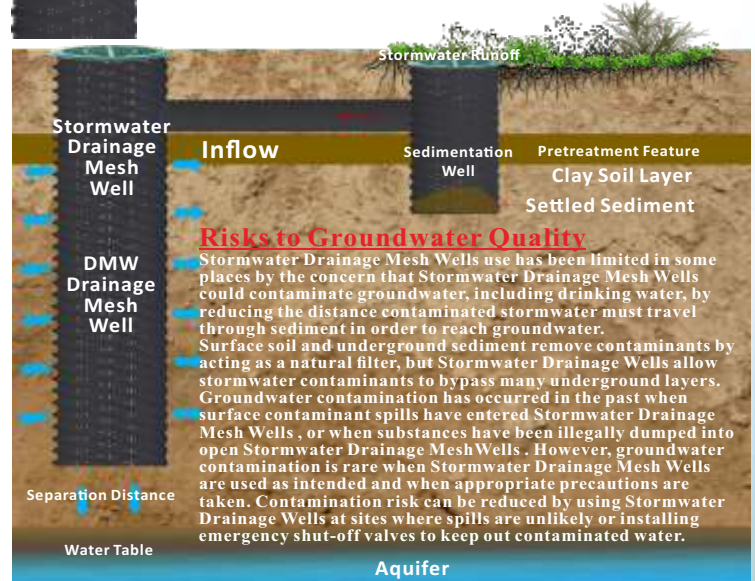 Stormwater Runoff
Stormwater
Drainage
Mesh
Well
Inflow
Sedimentation
Well
Pretreatment Feature
Clay Soil Layer
Settled Sediment
DMW
Drainage
Mesh
Well
Risks to Groundwater Quality
Stormwater Drainage Mesh Wells use has been limited in some
places by the concern that Stormwater Drainage Mesh Wells
could contaminate groundwater, including drinking water, by
reducing the distance contaminated stormwater must travel
through sediment in order to reach groundwater.
Surface soil and underground sediment remove contaminants by
acting as a natural filter, but Stormwater Drainage Wells allow
stormwater contaminants to bypass many underground layers.
Groundwater contamination has occurred in the past when
surface contaminant spills have entered Stormwater Drainage
Mesh Wells , or when substances have been illegally dumped into
open Stormwater Drainage MeshWells . However, groundwater
contamination is rare when Stormwater Drainage Mesh Wells
are used as intended and when appropriate precautions are
taken. Contamination risk can be reduced by using Stormwater
Drainage Wells at sites where spills are unlikely or installing
emergency shut-off valves to keep out contaminated water.
Separation Distance
Water Table
Aquifer